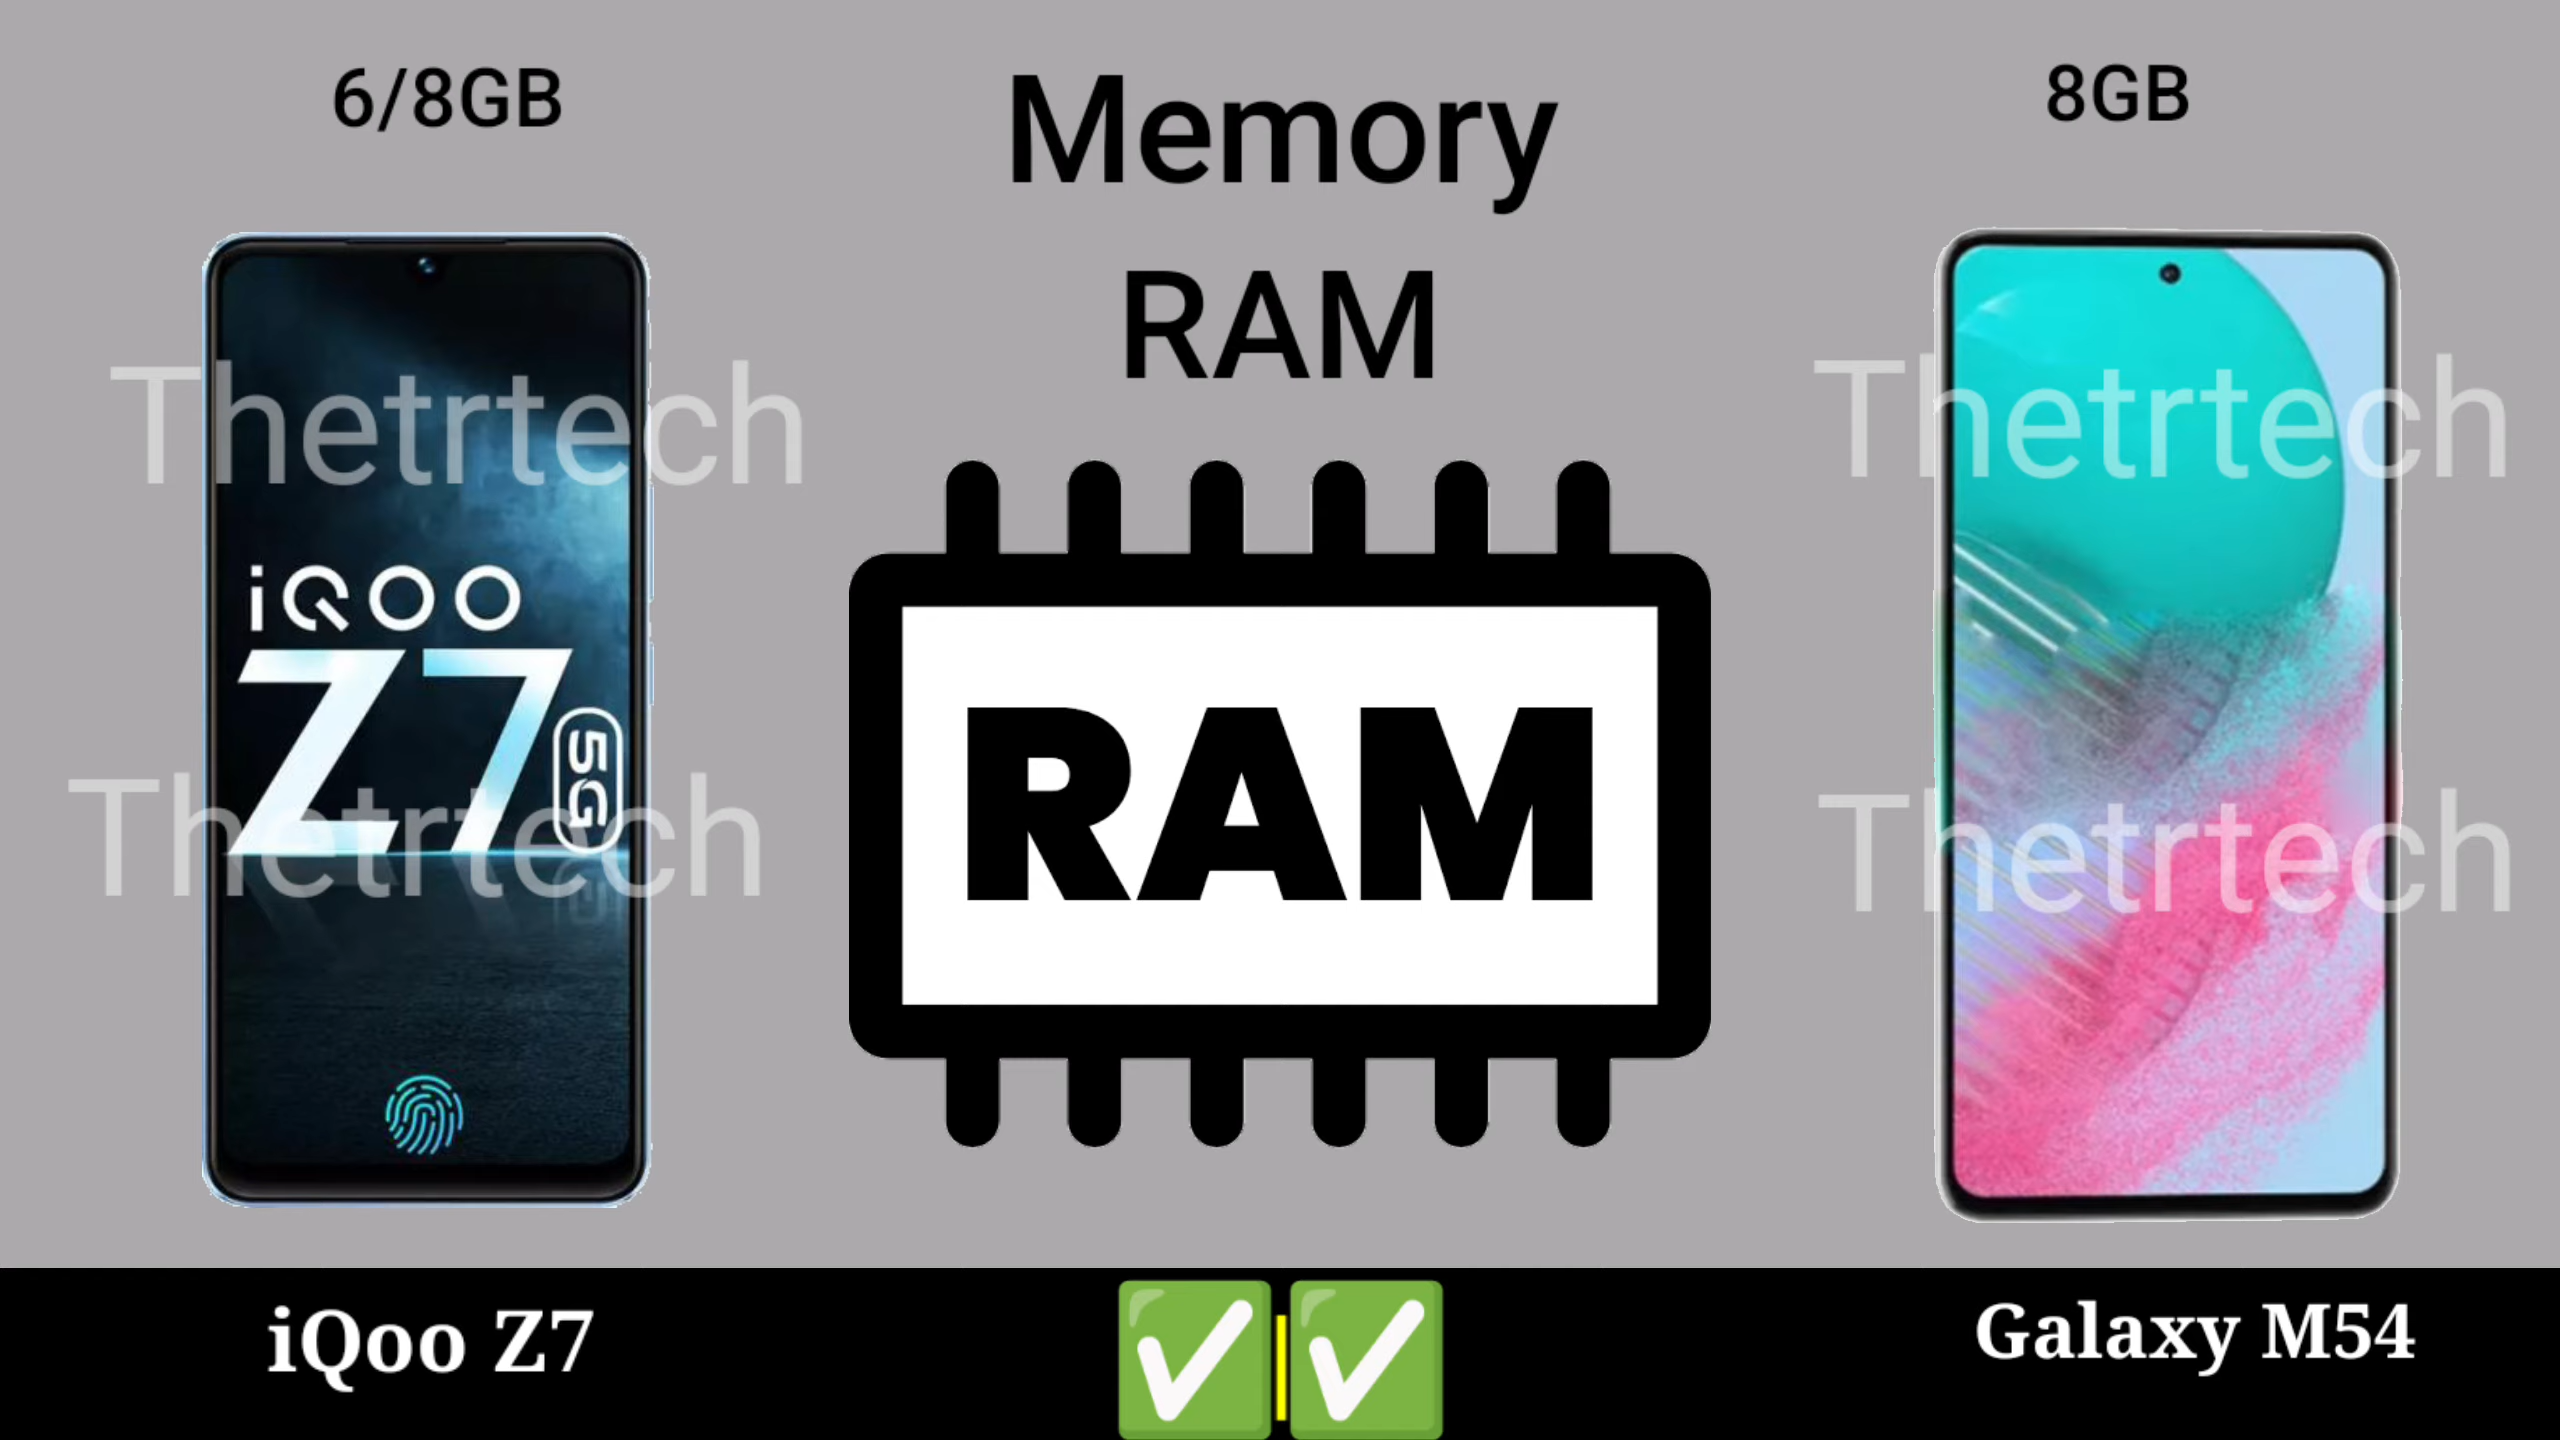 6/8GB
Memory
RAM
8GB
Thetrtech
Thetrtech
iQOO
Z7
5G
RAM
Thetrtech
Thetrtech
iQoo Z7
Galaxy M54